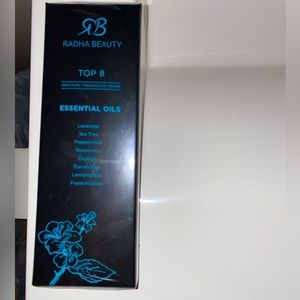 RB
RADHA BEAUTY
TOP 8
100% PURE THERAPEUTIC GRADE
ESSENTIAL OILS
Lavender
Tea Tree
Peppermint
Rosemary
Orange
Eucalyptus
Lemongrass
Frankincense